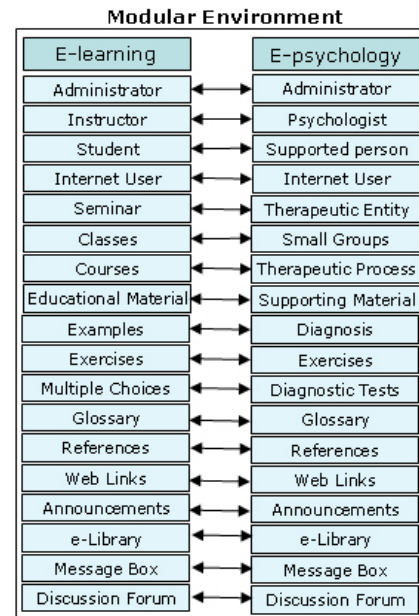 Modular Environment
E-learning E-psychology
Administrator Administrator
Instructor Psychologist
Student Supported person
Internet User Internet User
Seminar Therapeutic Entity
Classes Small Groups
Courses Therapeutic Process
Educational Material Supporting Material
Examples Diagnosis
Exercises Exercises
Multiple Choices Diagnostic Tests
Glossary Glossary
References References
Web Links Web Links
Announcements Announcements
e-Library e-Library
Message Box Message Box
Discussion Forum Discussion Forum